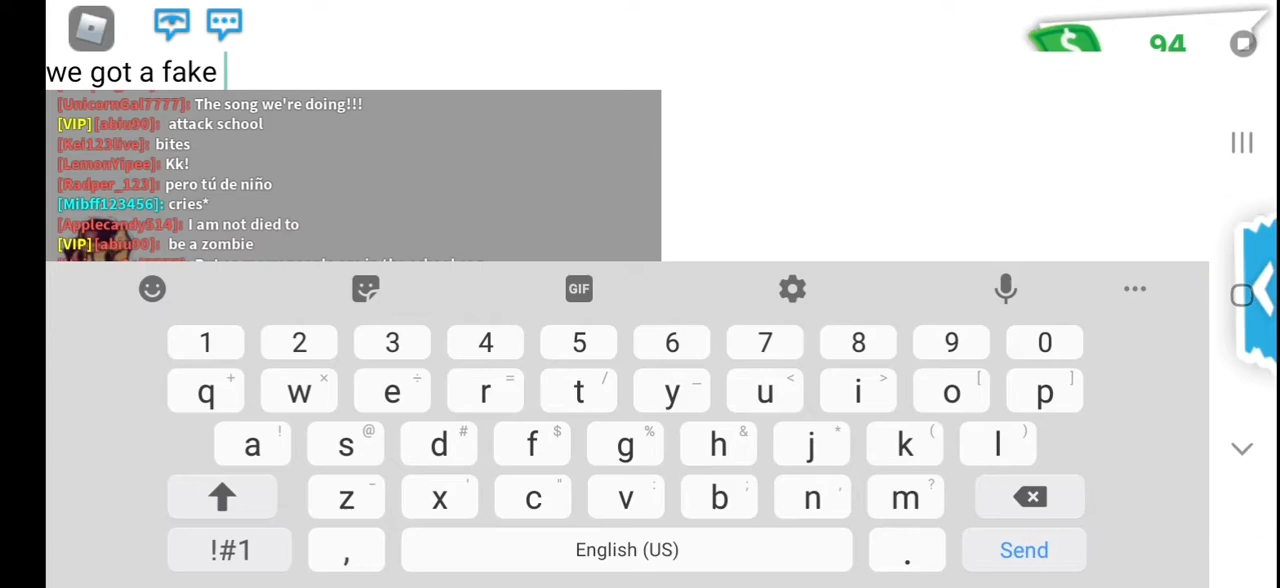 94
we got a fake
[UnicornGal7777]: The song we're doing!!!
[VIP][abiu90]: attack school
[Kei123live]: bites
[LemonYipee]: Kk!
[Radper_123]: pero tú de niño
[Mibff123456]: cries*
[Applecandy514]: I am not died to
[VIP][abiu90]: be a zombie
GIF
1 2 3 4 5 6 7 8 9 0
q + w × e ÷ r = t / y _ u < i > o [ p ]
a ! s @ d # f $ g % h & j * k ( l )
z - x ' c " v : b ; n , m ?
!#1 , English (US) . Send